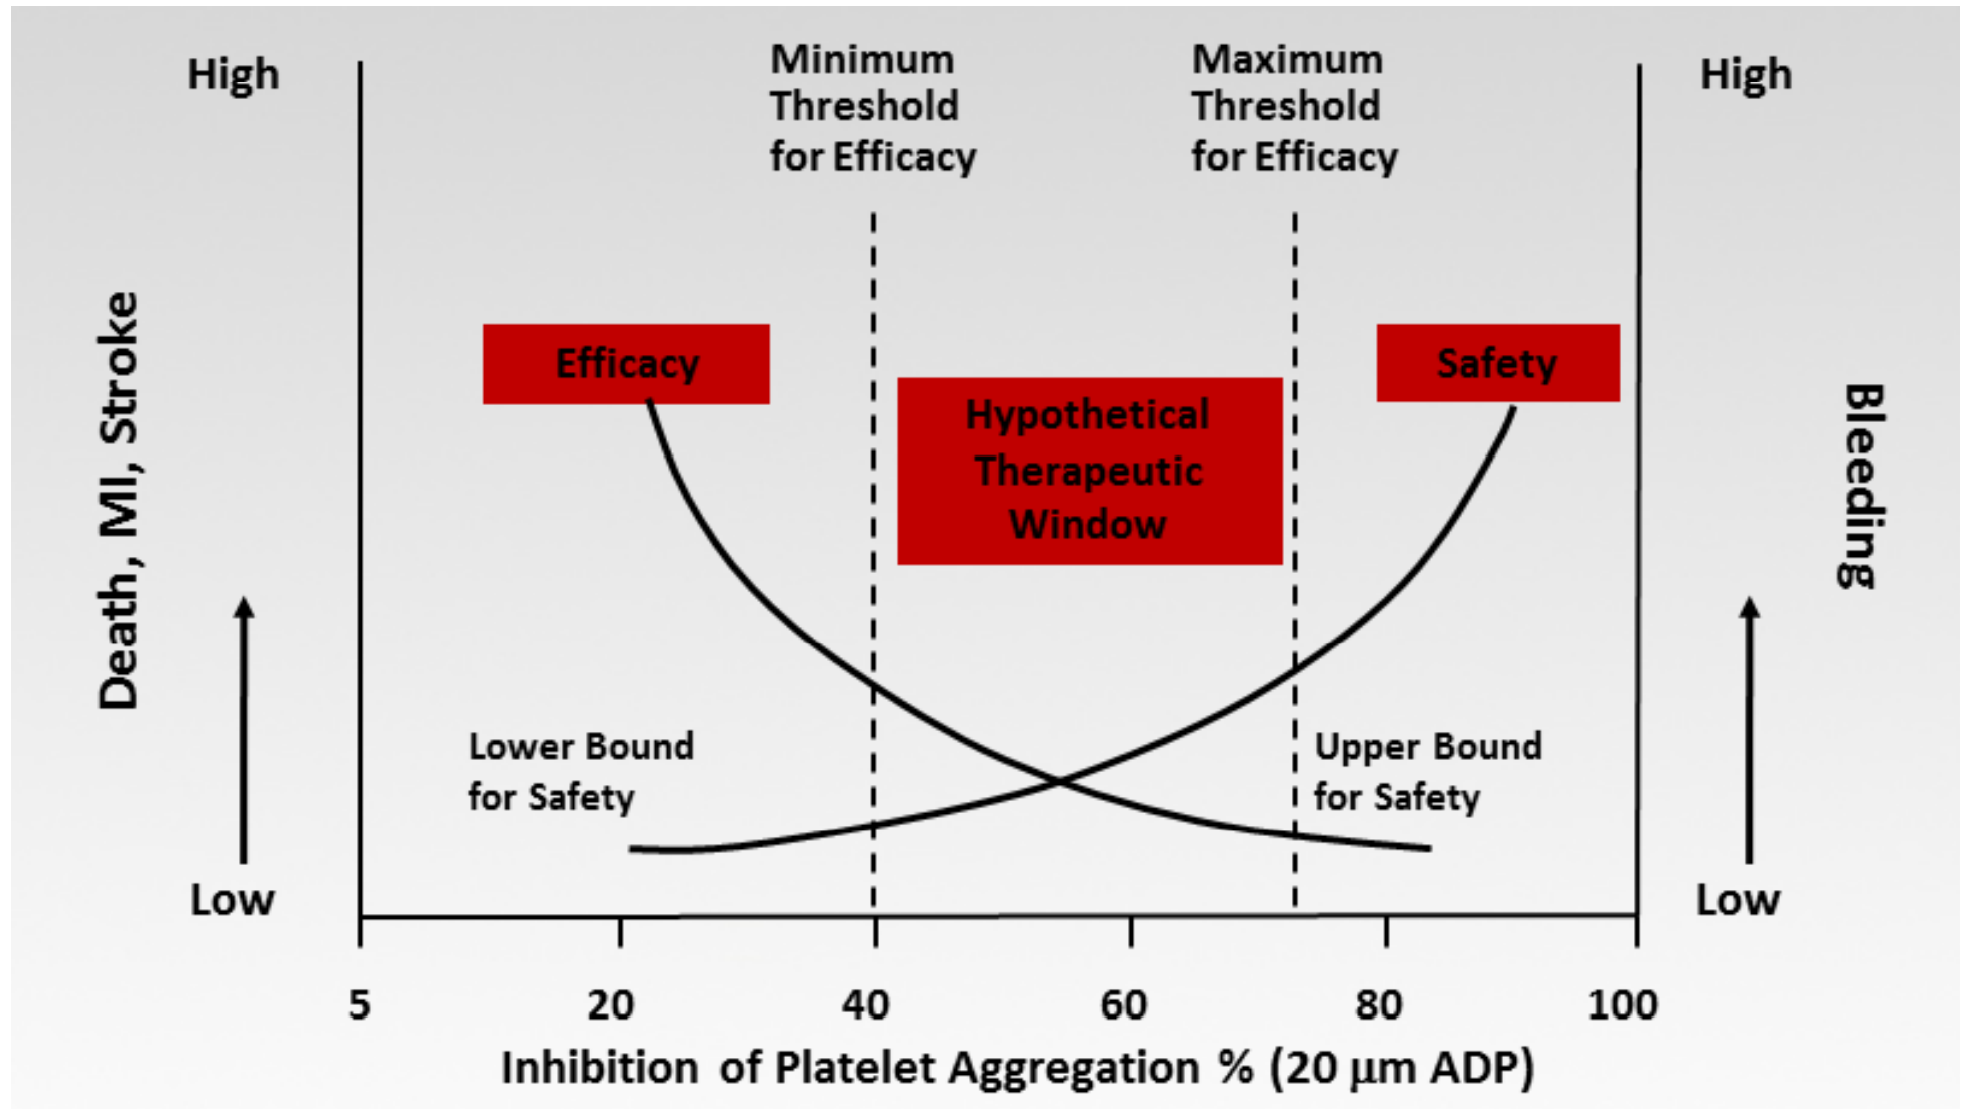 High
Minimum
Threshold
for Efficacy
Maximum
Threshold
for Efficacy
High
Death, MI, Stroke
Efficacy
Hypothetical
Therapeutic
Window
Safety
Bleeding
Lower Bound
for Safety
Upper Bound
for Safety
Low
Low
5 20 40 60 80 100
Inhibition of Platelet Aggregation % (20 µm ADP)